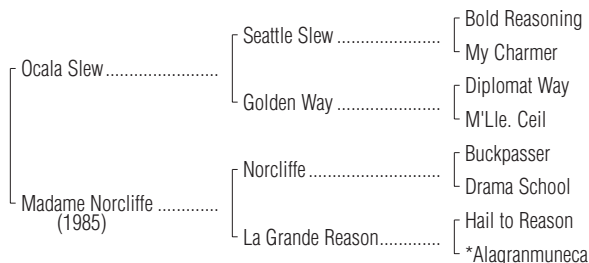 Bold Reasoning
Seattle Slew
My Charmer
Ocala Slew
Diplomat Way
Golden Way
M'Lle. Ceil
Buckpasser
Norcliffe
Drama School
Madame Norcliffe
(1985)
Hail to Reason
La Grande Reason
*Alagranmuneca